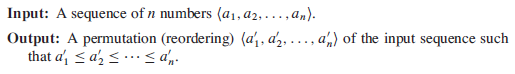 Input: A sequence of n numbers ⟨a₁, a₂, . . . , aₙ⟩.
Output: A permutation (reordering) ⟨a′₁, a′₂, . . . , a′ₙ⟩ of the input sequence such
that a′₁ ≤ a′₂ ≤ ⋯ ≤ a′ₙ.